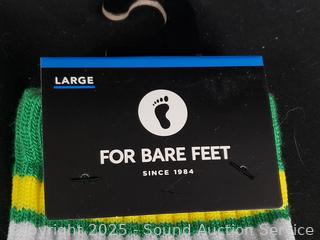 LARGE
FOR BARE FEET
SINCE 1984
Copyright 2025 - Sound Auction Service